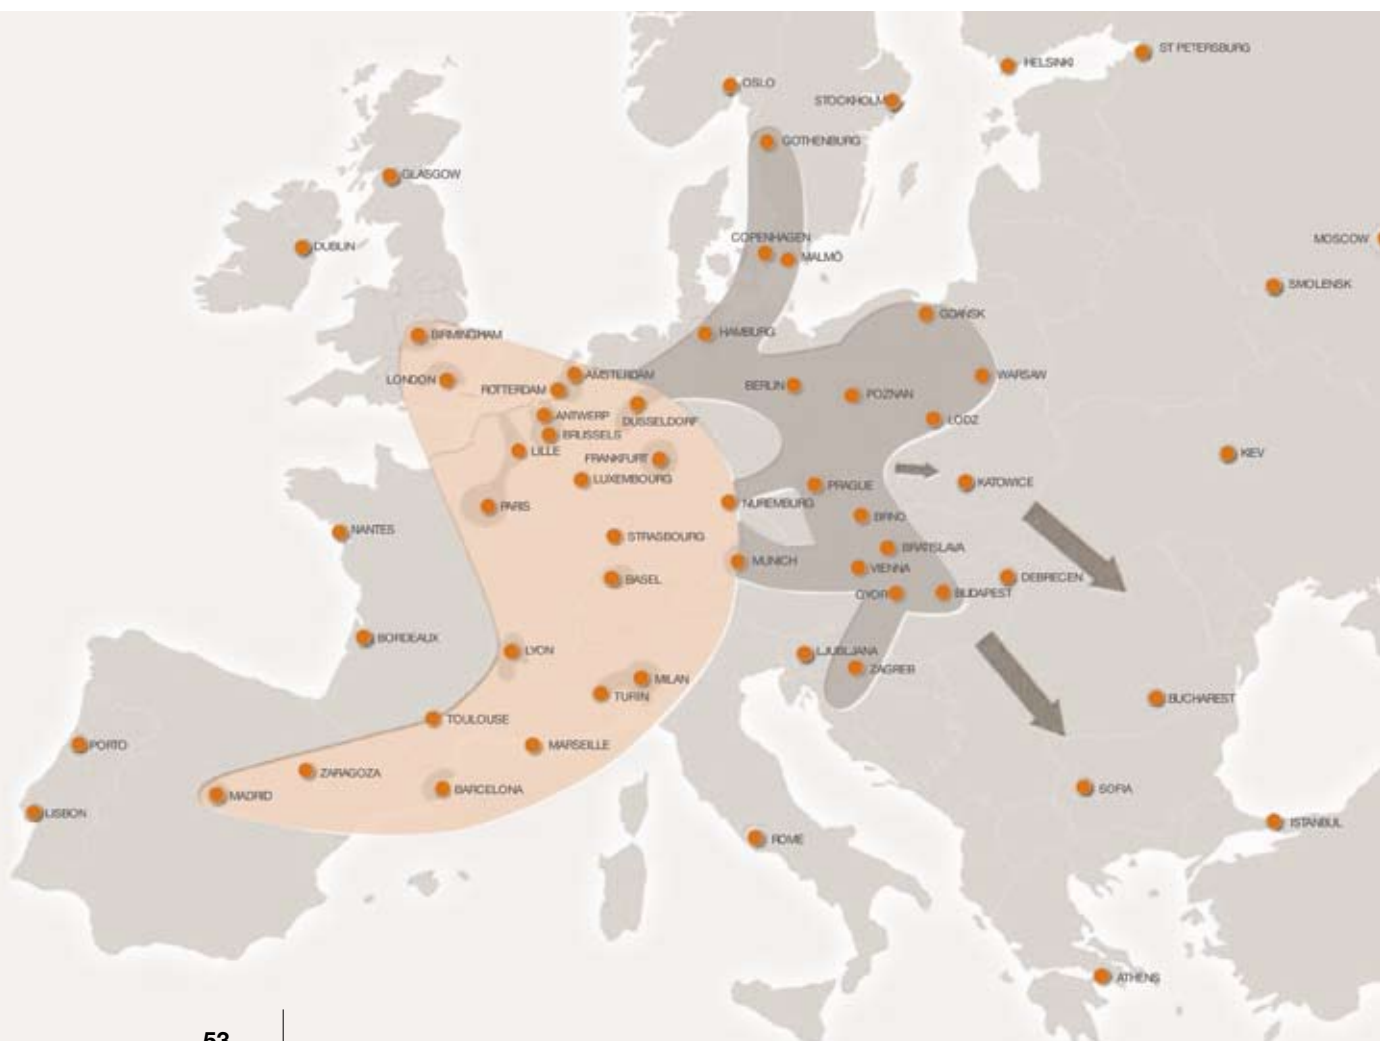 ST PETERSBURG
HELSINKI
OSLO
STOCKHOLM
GOTHENBURG
GLASGOW
COPENHAGEN
MOSCOW
DUBLIN
MALMÖ
SMOLENSK
GDANSK
HAMBURG
BIRMINGHAM
AMSTERDAM
WARSAW
LONDON
BERLIN
ROTTERDAM
POZNAN
ANTWERP
DUSSELDORF
LODZ
BRUSSELS
LILLE
KIEV
FRANKFURT
LUXEMBOURG
KATOWICE
PRAGUE
PARIS
NUREMBURG
BRNO
NANTES
STRASBOURG
BRATISLAVA
MUNICH
VIENNA
BASEL
DEBRECEN
GYOR
BUDAPEST
BORDEAUX
LYON
LJUBLJANA
ZAGREB
MILAN
TURIN
BUCHAREST
TOULOUSE
PORTO
MARSEILLE
ZARAGOZA
SOFIA
BARCELONA
MADRID
LISBON
ISTANBUL
ROME
ATHENS
53